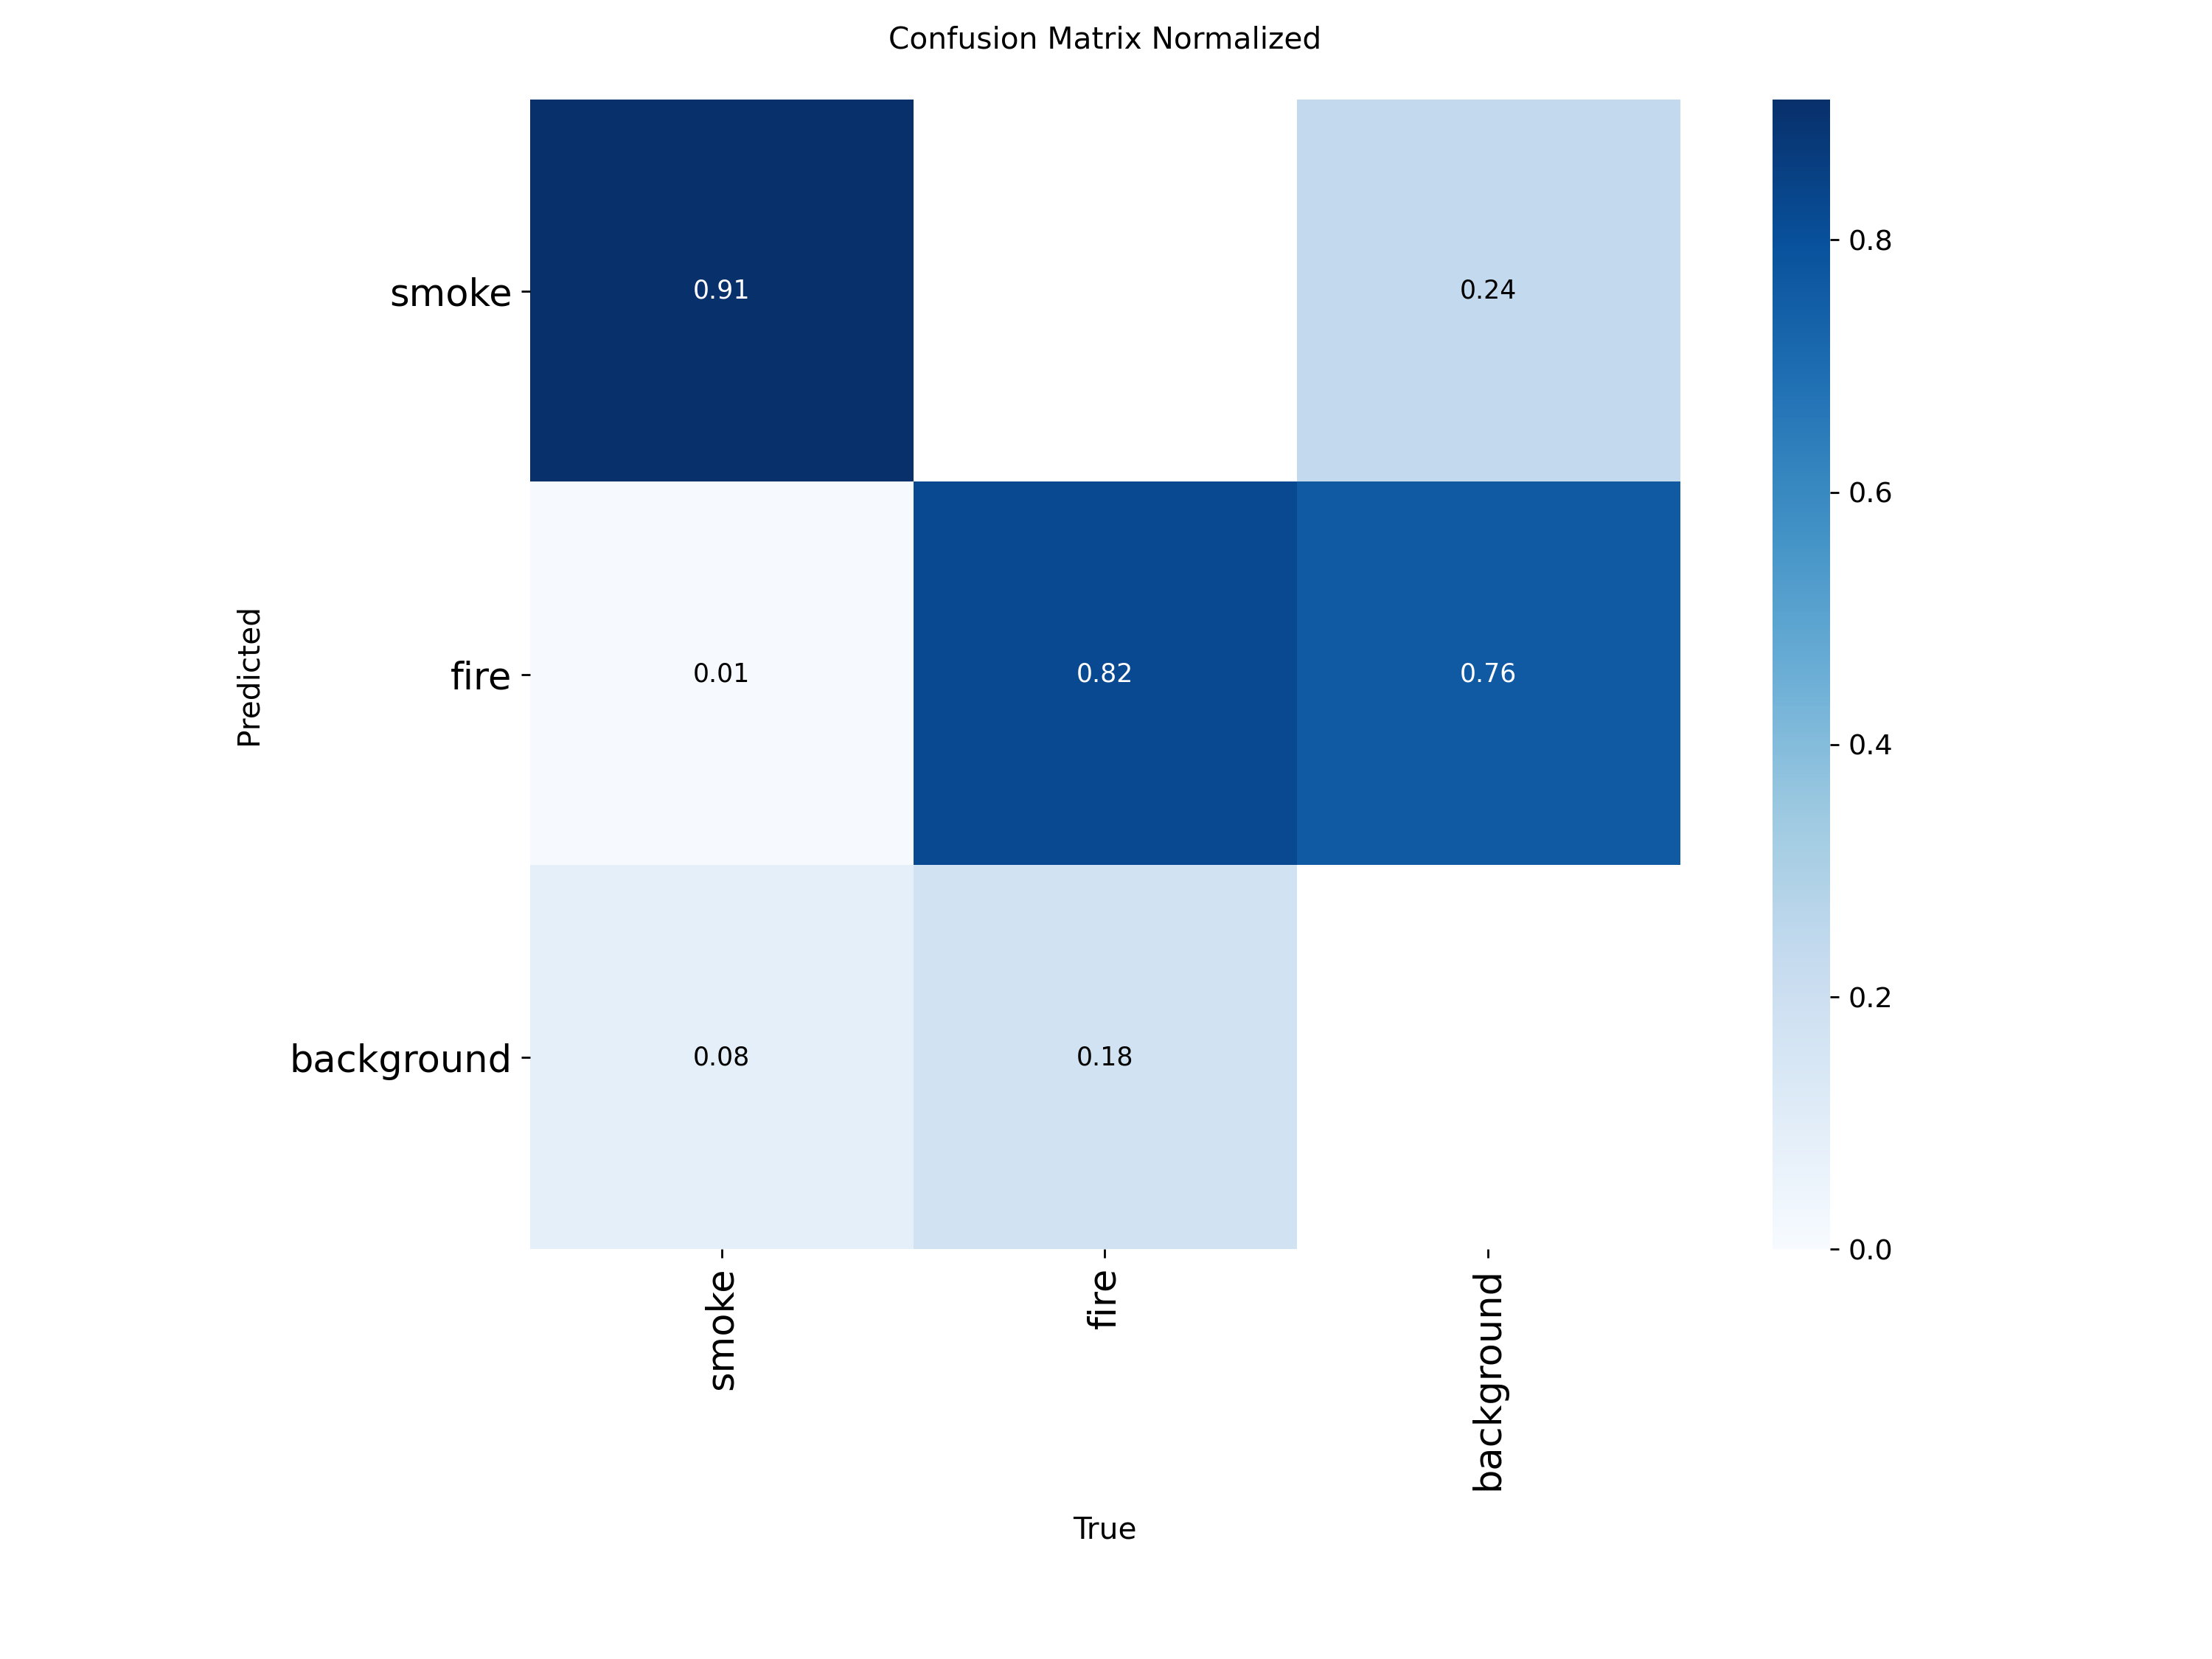 Confusion Matrix Normalized
smoke
0.91
0.24
fire
0.01
0.82
0.76
background
0.08
0.18
Predicted
smoke
fire
background
True
0.8
0.6
0.4
0.2
0.0